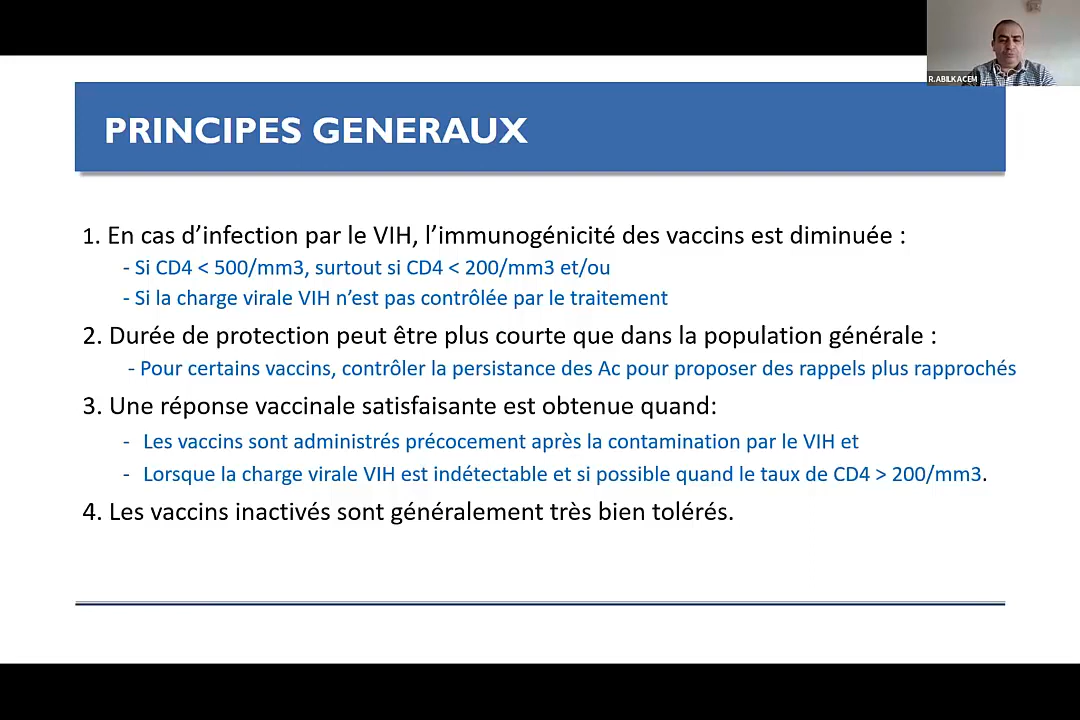 R.ABILKACEM
PRINCIPES GENERAUX
1. En cas d’infection par le VIH, l’immunogénicité des vaccins est diminuée :
- Si CD4 < 500/mm3, surtout si CD4 < 200/mm3 et/ou
- Si la charge virale VIH n’est pas contrôlée par le traitement
2. Durée de protection peut être plus courte que dans la population générale :
- Pour certains vaccins, contrôler la persistance des Ac pour proposer des rappels plus rapprochés
3. Une réponse vaccinale satisfaisante est obtenue quand:
- Les vaccins sont administrés précocement après la contamination par le VIH et
- Lorsque la charge virale VIH est indétectable et si possible quand le taux de CD4 > 200/mm3.
4. Les vaccins inactivés sont généralement très bien tolérés.